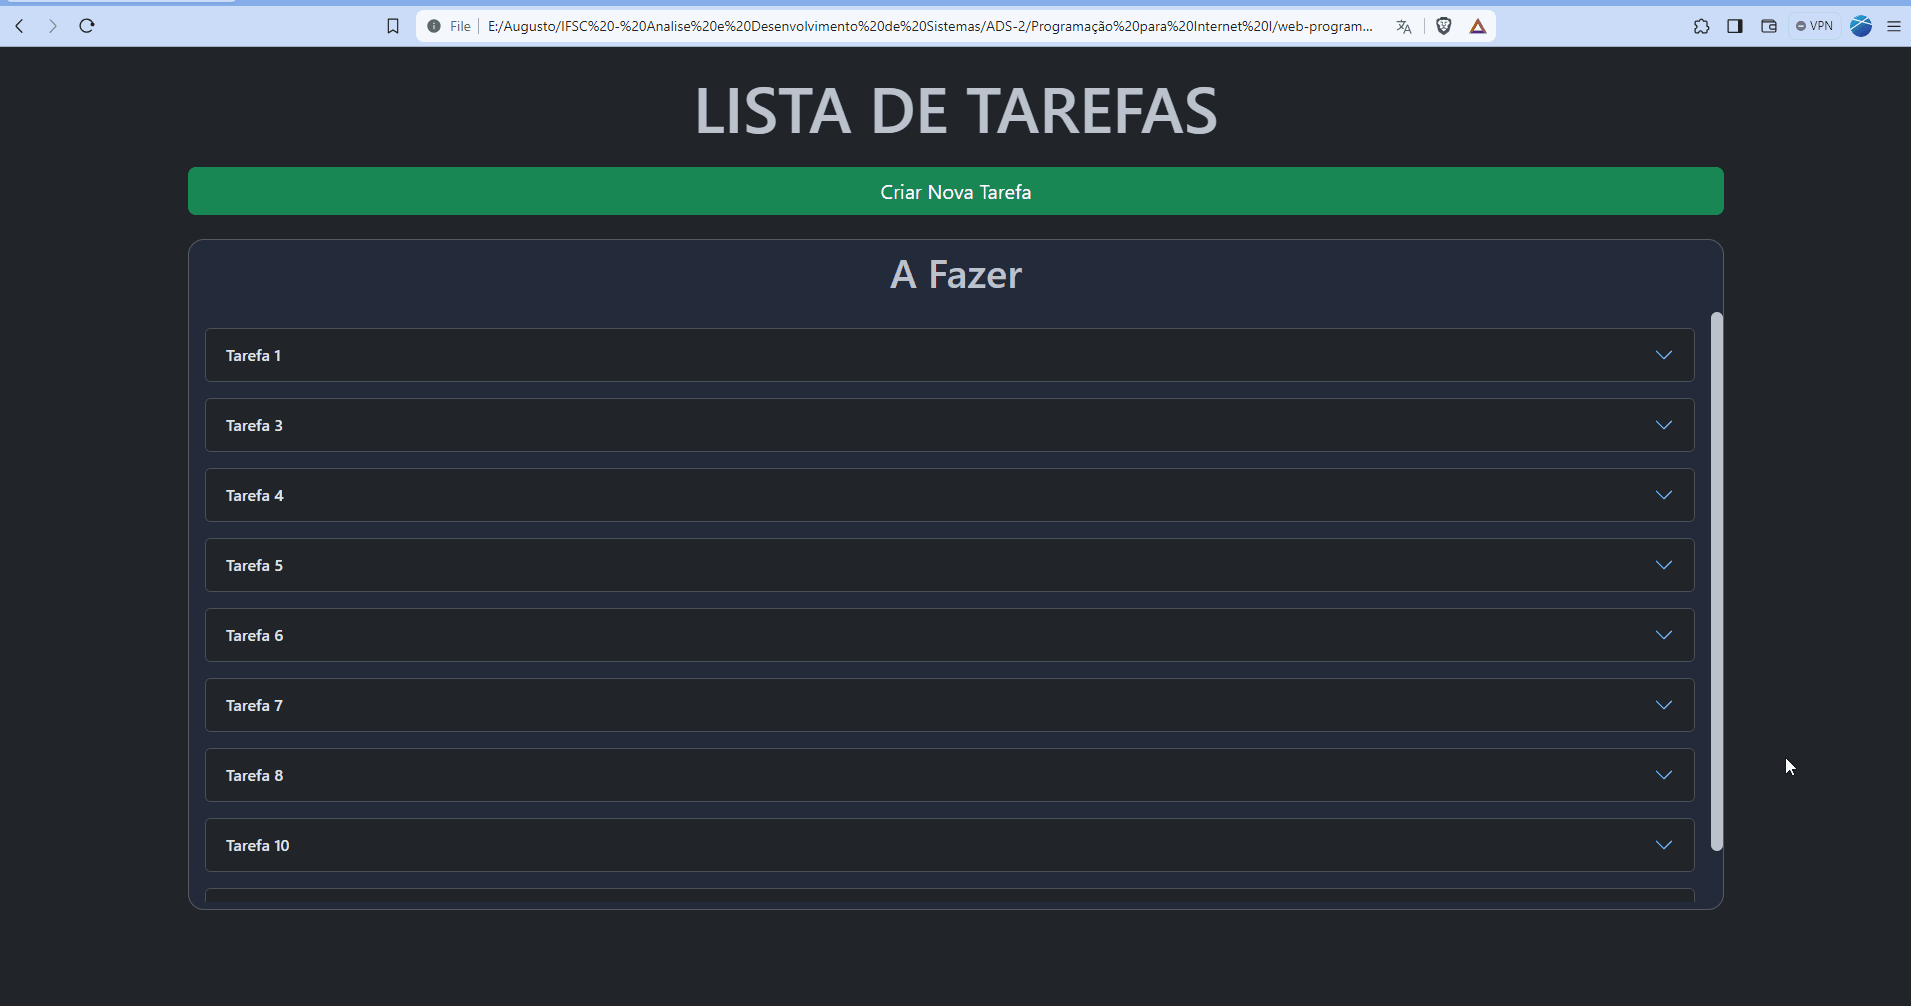 File
E:/Augusto/IFSC%20-%20Analise%20e%20Desenvolvimento%20de%20Sistemas/ADS-2/Programação%20para%20Internet%20I/web-program...
VPN
LISTA DE TAREFAS
Criar Nova Tarefa
A Fazer
Tarefa 1
Tarefa 3
Tarefa 4
Tarefa 5
Tarefa 6
Tarefa 7
Tarefa 8
Tarefa 10